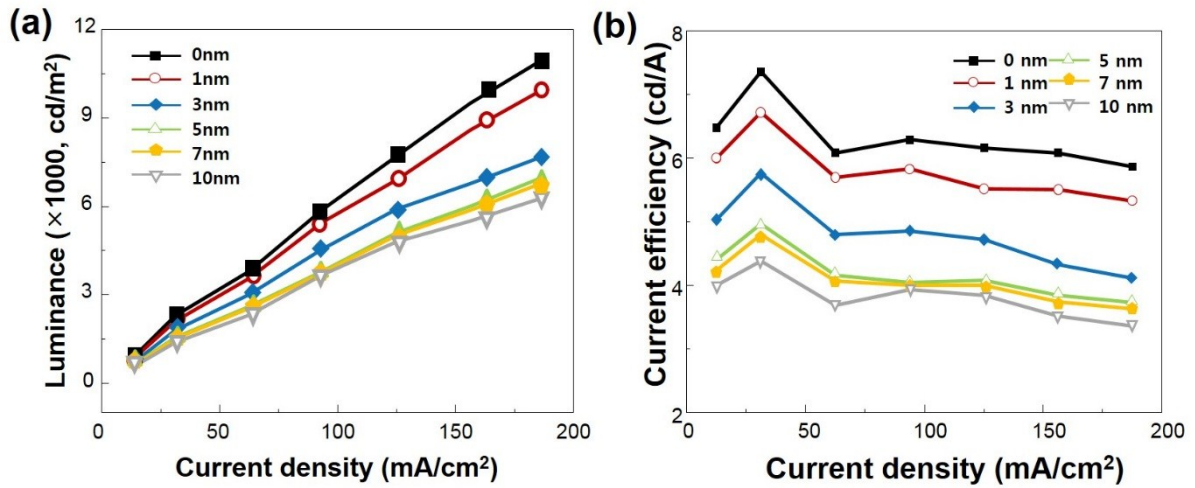 (a)
12
9
6
3
0
Luminance (×1000, cd/m²)
0nm
1nm
3nm
5nm
7nm
10nm
0 50 100 150 200
Current density (mA/cm²)
(b)
8
6
4
2
Current efficiency (cd/A)
0 nm 5 nm
1 nm 7 nm
3 nm 10 nm
0 50 100 150 200
Current density (mA/cm²)